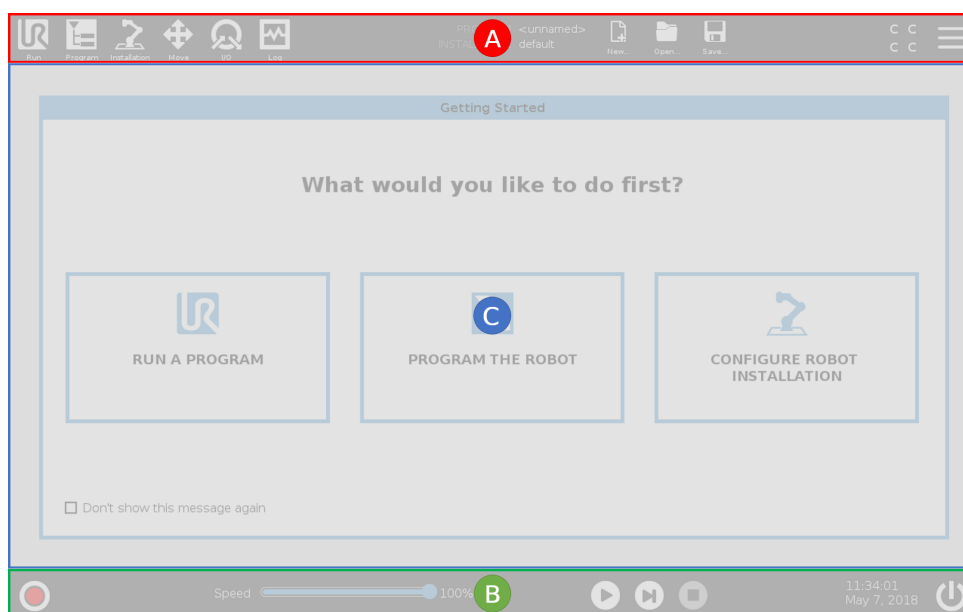 <unnamed>
default
A
C C
C C
Run
Program
Installation
Move
I/O
Log
New...
Open...
Save...
Getting Started
What would you like to do first?
C
RUN A PROGRAM
PROGRAM THE ROBOT
CONFIGURE ROBOT
INSTALLATION
Don't show this message again
Speed
100%
B
11:34:01
May 7, 2018